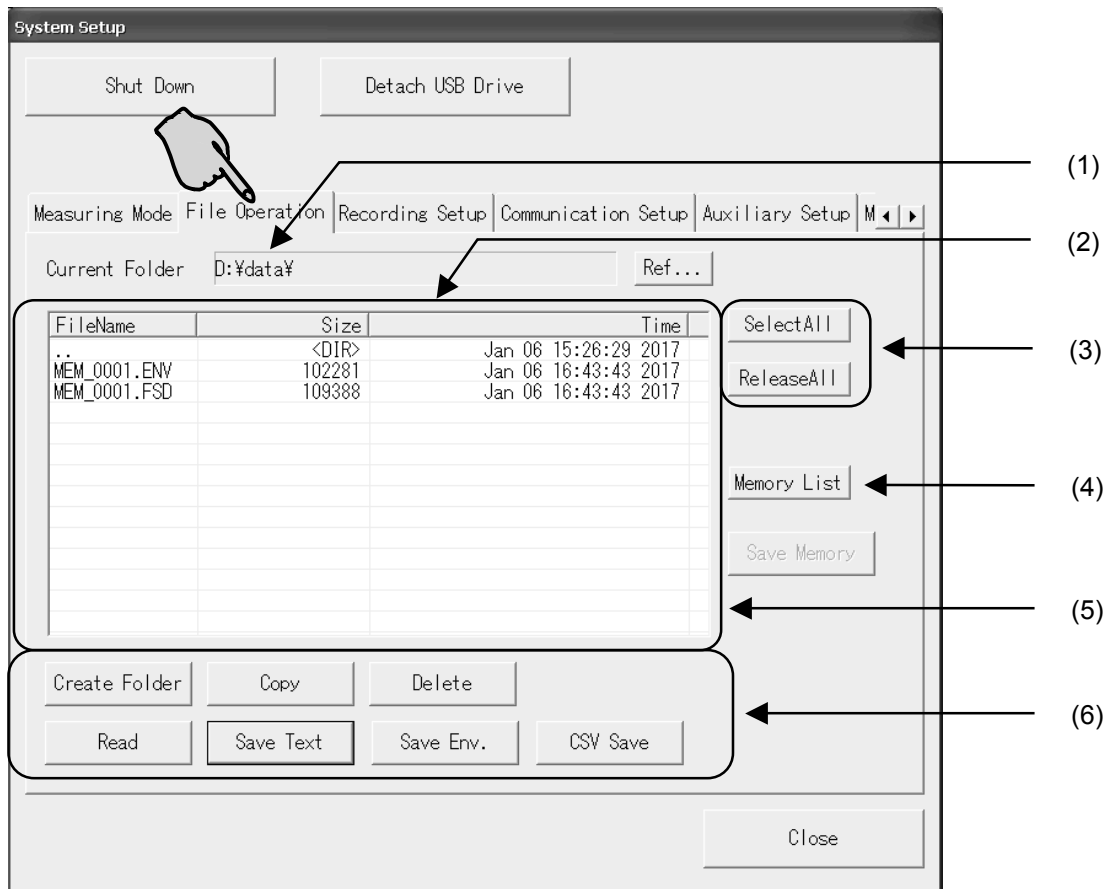 System Setup
Shut Down
Detach USB Drive
(1)
Measuring Mode File Operation Recording Setup Communication Setup Auxiliary Setup M
(2)
Current Folder D:¥data¥ Ref...
FileName Size Time
SelectAll
(3)
.. <DIR> Jan 06 15:26:29 2017
MEM_0001.ENV 102281 Jan 06 16:43:43 2017
MEM_0001.FSD 109388 Jan 06 16:43:43 2017
ReleaseAll
Memory List
(4)
Save Memory
(5)
Create Folder Copy Delete
(6)
Read Save Text Save Env. CSV Save
Close